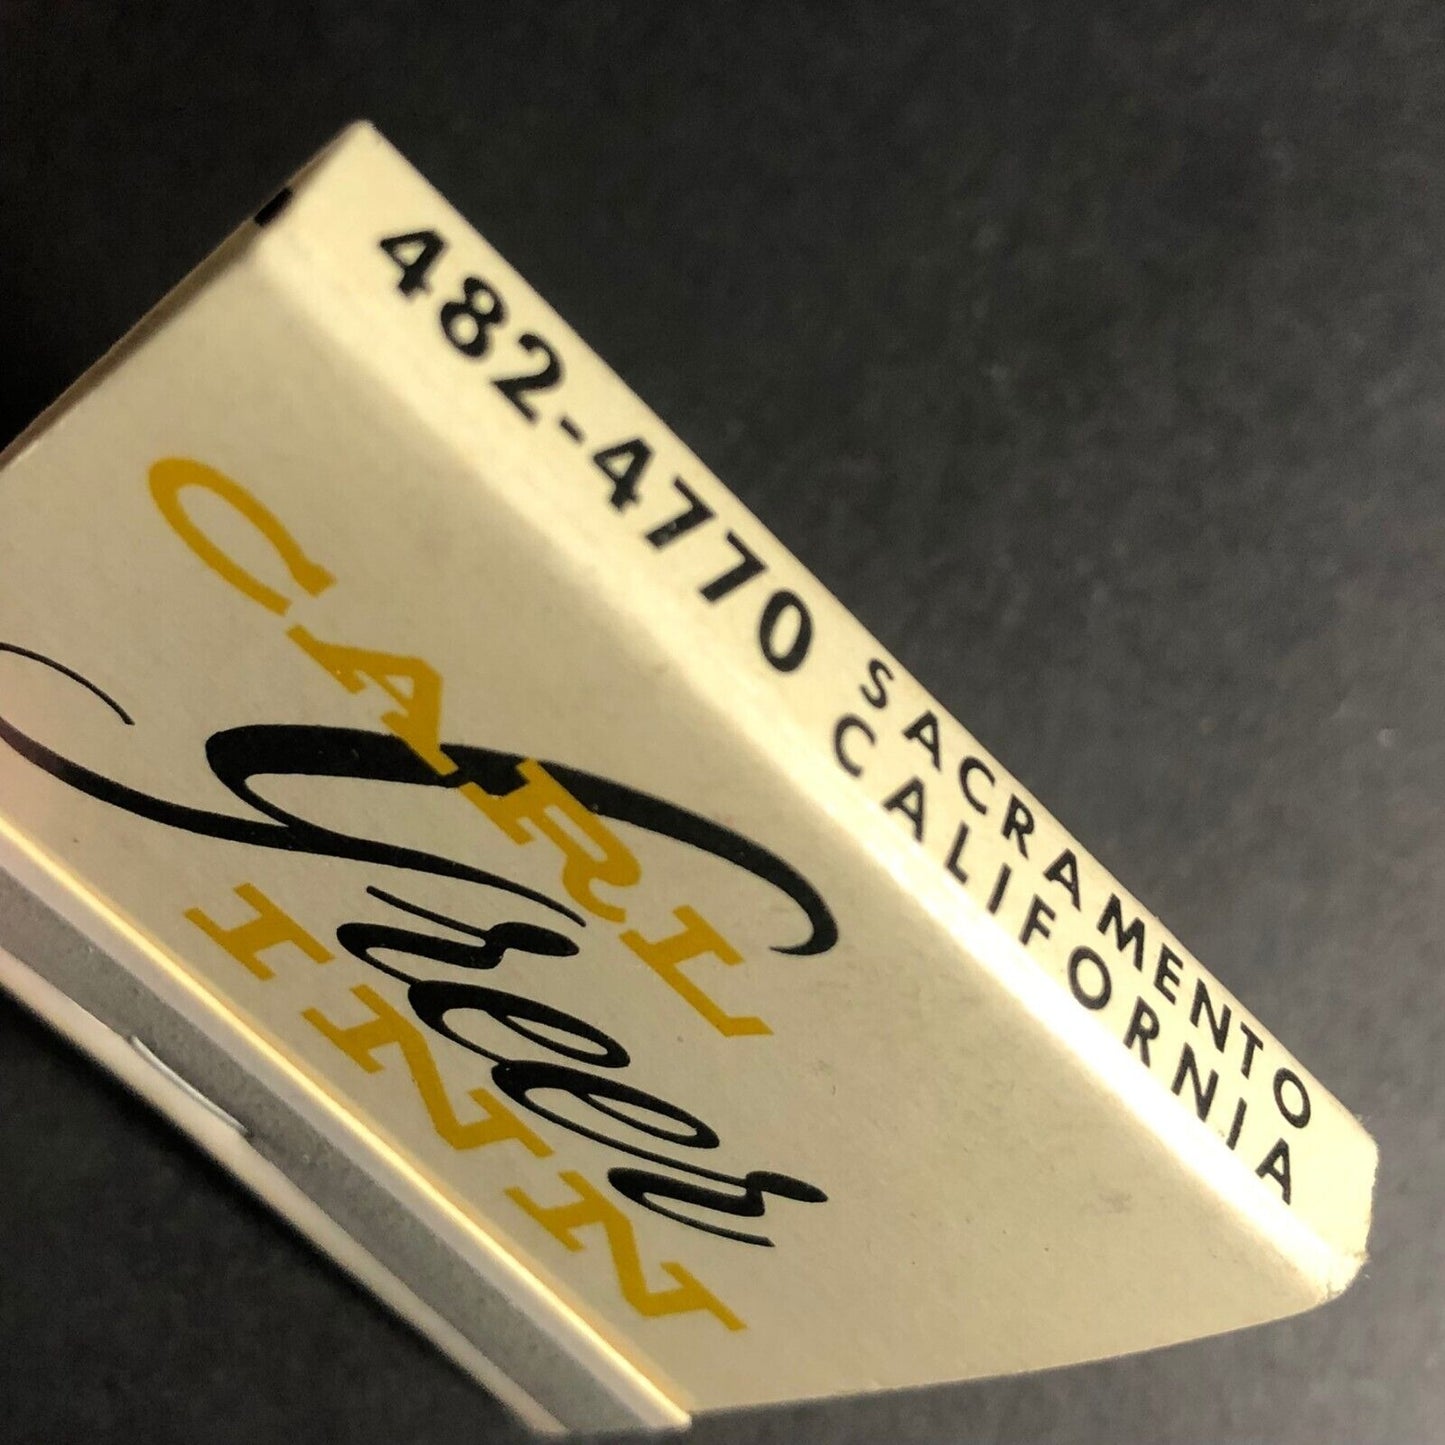 482-4770
SACRAMENTO
CALIFORNIA
CARL
Greer
INN